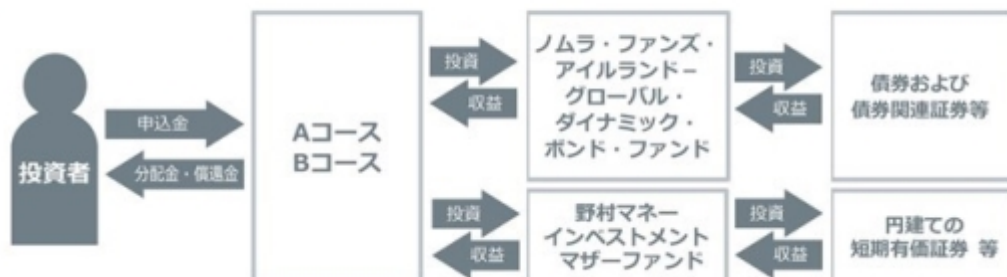 投資者
申込金
分配金・償還金
Aコース
Bコース
投資
収益
ノムラ・ファンズ・
アイルランド－
グローバル・
ダイナミック・
ボンド・ファンド
投資
収益
債券および
債券関連証券等
投資
収益
野村マネー
インベストメント
マザーファンド
投資
収益
円建ての
短期有価証券 等